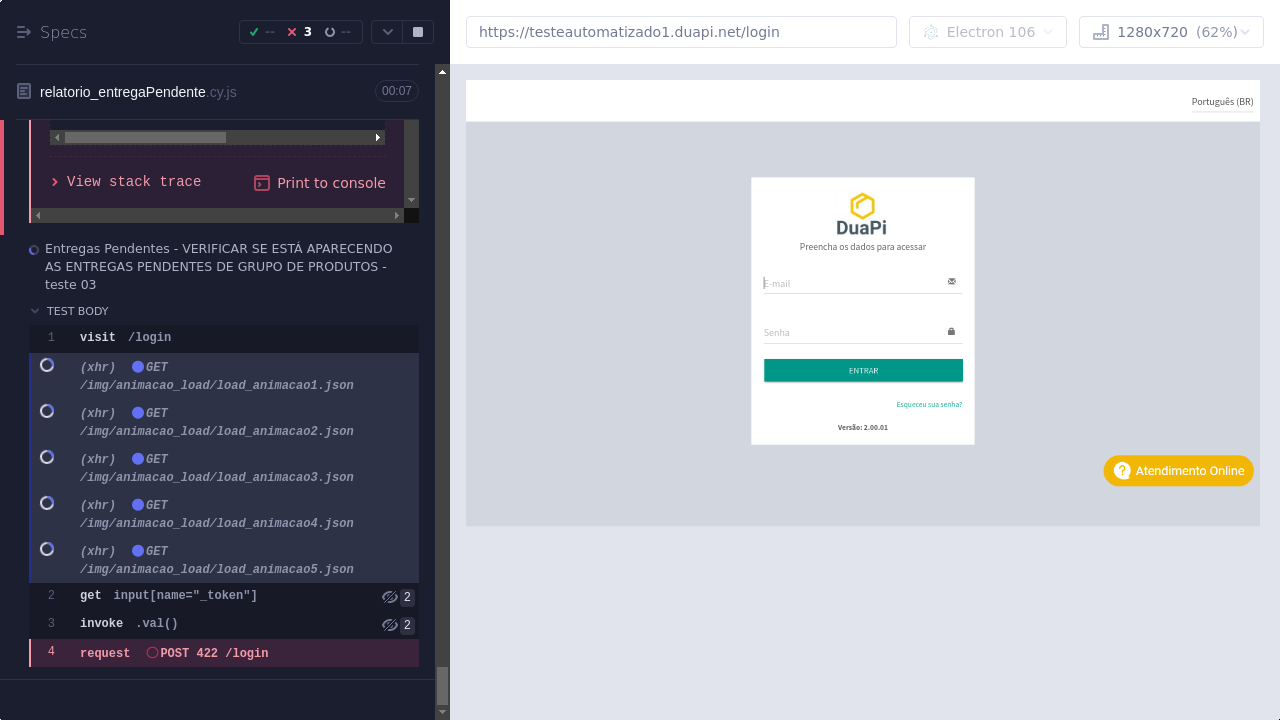 Specs
--
3
--
https://testeautomatizado1.duapi.net/login
Electron 106
1280x720 (62%)
relatorio_entregaPendente.cy.js
00:07
View stack trace
Print to console
Entregas Pendentes - VERIFICAR SE ESTÁ APARECENDO
AS ENTREGAS PENDENTES DE GRUPO DE PRODUTOS -
teste 03
TEST BODY
1 visit /login
(xhr) GET
/img/animacao_load/load_animacao1.json
(xhr) GET
/img/animacao_load/load_animacao2.json
(xhr) GET
/img/animacao_load/load_animacao3.json
(xhr) GET
/img/animacao_load/load_animacao4.json
(xhr) GET
/img/animacao_load/load_animacao5.json
2 get input[name="_token"] 2
3 invoke .val() 2
4 request POST 422 /login
Português (BR)
DuaPi
Preencha os dados para acessar
E-mail
Senha
ENTRAR
Esqueceu sua senha?
Versão: 2.00.01
Atendimento Online